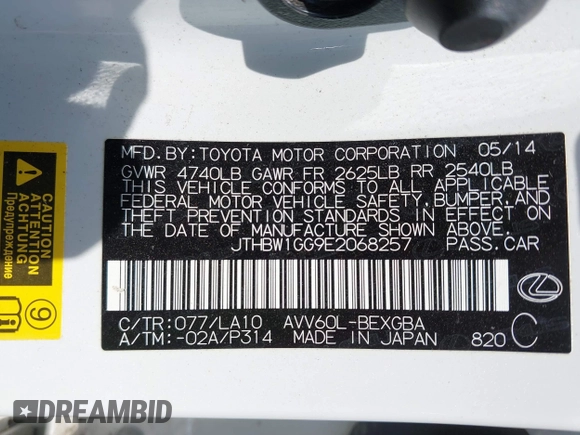 MFD.BY:TOYOTA MOTOR CORPORATION 05/14
GVWR 4740LB GAWR FR 2625LB RR 2540LB
THIS VEHICLE CONFORMS TO ALL APPLICABLE
FEDERAL MOTOR VEHICLE SAFETY,BUMPER,AND
THEFT PREVENTION STANDARDS IN EFFECT ON
THE DATE OF MANUFACTURE SHOWN ABOVE.
JTHBW1GG9E2068257 PASS.CAR
C/TR:077/LA10 AVV60L-BEXGBA
A/TM:-02A/P314 MADE IN JAPAN 820 C
CAUTION
ATTENTION
ACHTUNG
Предупреждение
9
DREAMBID